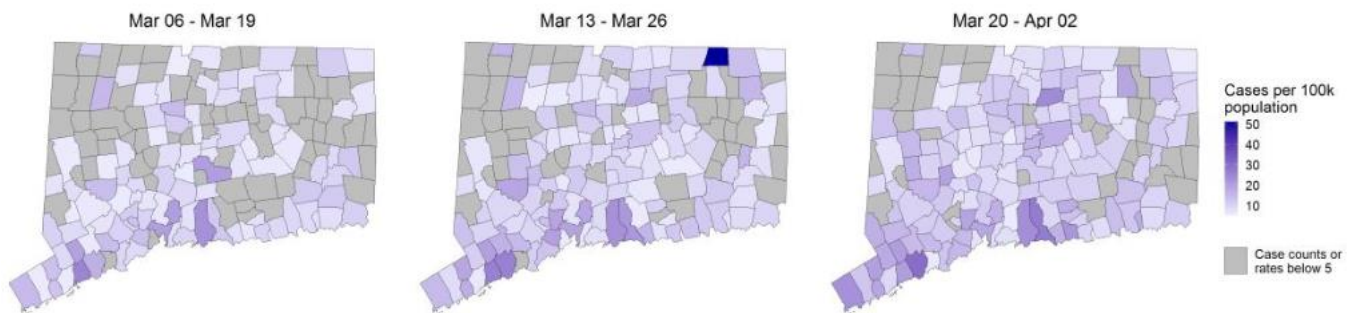 Mar 06 - Mar 19
Mar 13 - Mar 26
Mar 20 - Apr 02
Cases per 100k
population
50
40
30
20
10
Case counts or
rates below 5